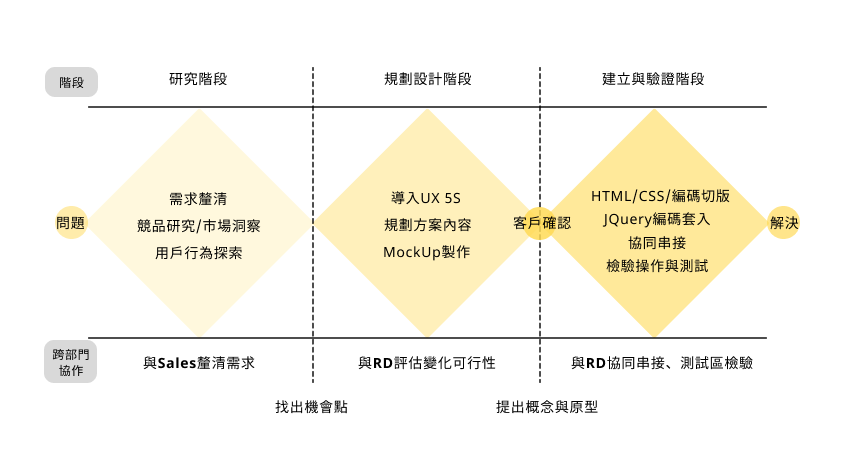 階段
研究階段
規劃設計階段
建立與驗證階段
問題
需求釐清
競品研究/市場洞察
用戶行為探索
導入UX 5S
規劃方案內容
MockUp製作
客戶確認
HTML/CSS/編碼切版
JQuery編碼套入
協同串接
檢驗操作與測試
解決
跨部門
協作
與Sales釐清需求
與RD評估變化可行性
與RD協同串接、測試區檢驗
找出機會點
提出概念與原型